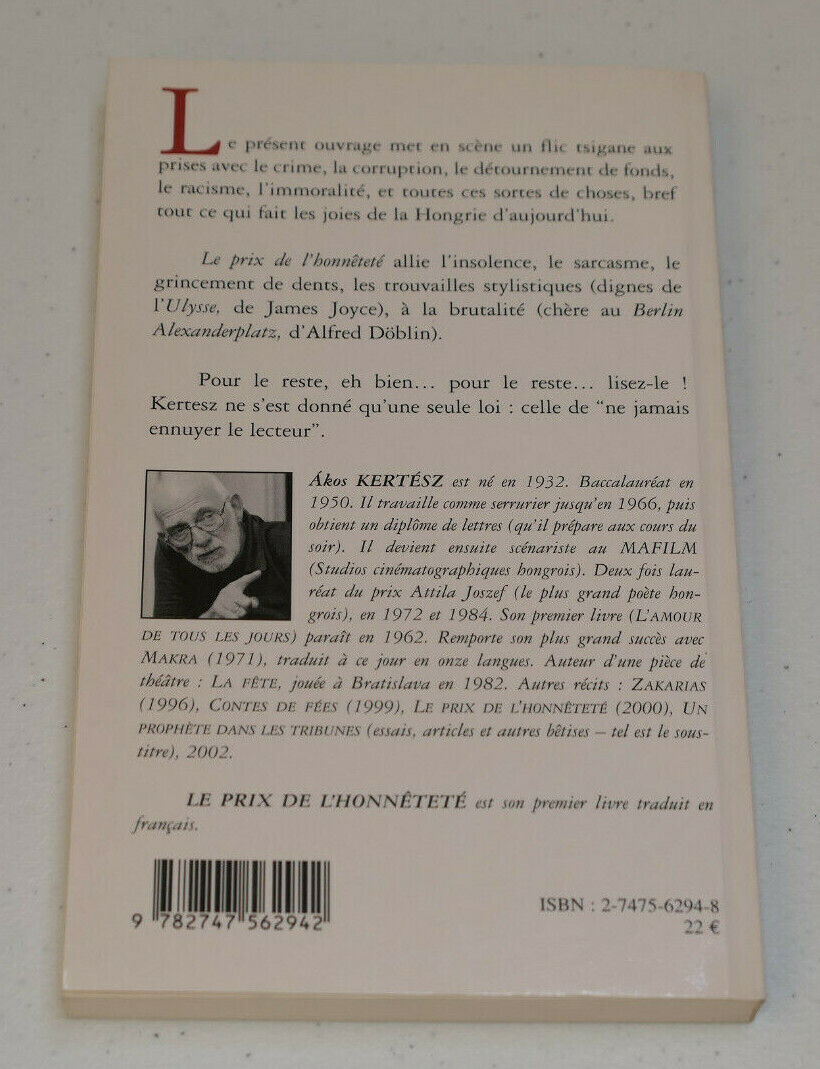 Le présent ouvrage met en scène un flic tsigane aux
prises avec le crime, la corruption, le détournement de fonds,
le racisme, l'immoralité, et toutes ces sortes de choses, bref
tout ce qui fait les joies de la Hongrie d'aujourd'hui.
Le prix de l'honnêteté allie l'insolence, le sarcasme, le
grincement de dents, les trouvailles stylistiques (dignes de
l'Ulysse, de James Joyce), à la brutalité (chère au Berlin
Alexanderplatz, d'Alfred Döblin).
Pour le reste, eh bien... pour le reste... lisez-le !
Kertesz ne s'est donné qu'une seule loi : celle de “ne jamais
ennuyer le lecteur”.
Ákos KERTÉSZ est né en 1932. Baccalauréat en
1950. Il travaille comme serrurier jusqu'en 1966, puis
obtient un diplôme de lettres (qu'il prépare aux cours du
soir). Il devient ensuite scénariste au MAFILM
(Studios cinématographiques hongrois). Deux fois lau-
réat du prix Attila Joszef (le plus grand poète hon-
grois), en 1972 et 1984. Son premier livre (L'AMOUR
DE TOUS LES JOURS) paraît en 1962. Remporte son plus grand succès avec
MAKRA (1971), traduit à ce jour en onze langues. Auteur d'une pièce de
théâtre : LA FÊTE, jouée à Bratislava en 1982. Autres récits : ZAKARIAS
(1996), CONTES DE FÉES (1999), LE PRIX DE L'HONNÊTETÉ (2000), UN
PROPHÈTE DANS LES TRIBUNES (essais, articles et autres bêtises – tel est le sous-
titre), 2002.
LE PRIX DE L'HONNÊTETÉ est son premier livre traduit en
français.
ISBN : 2-7475-6294-8
22 €
9 782747 562942